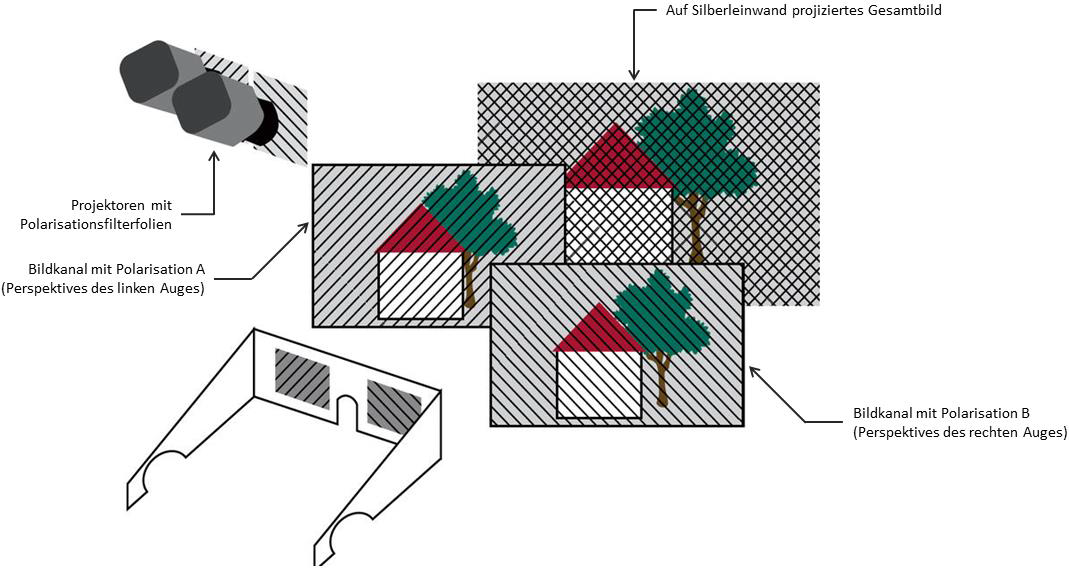 Auf Silberleinwand projiziertes Gesamtbild
Projektoren mit
Polarisationsfilterfolien
Bildkanal mit Polarisation A
(Perspektives des linken Auges)
Bildkanal mit Polarisation B
(Perspektives des rechten Auges)